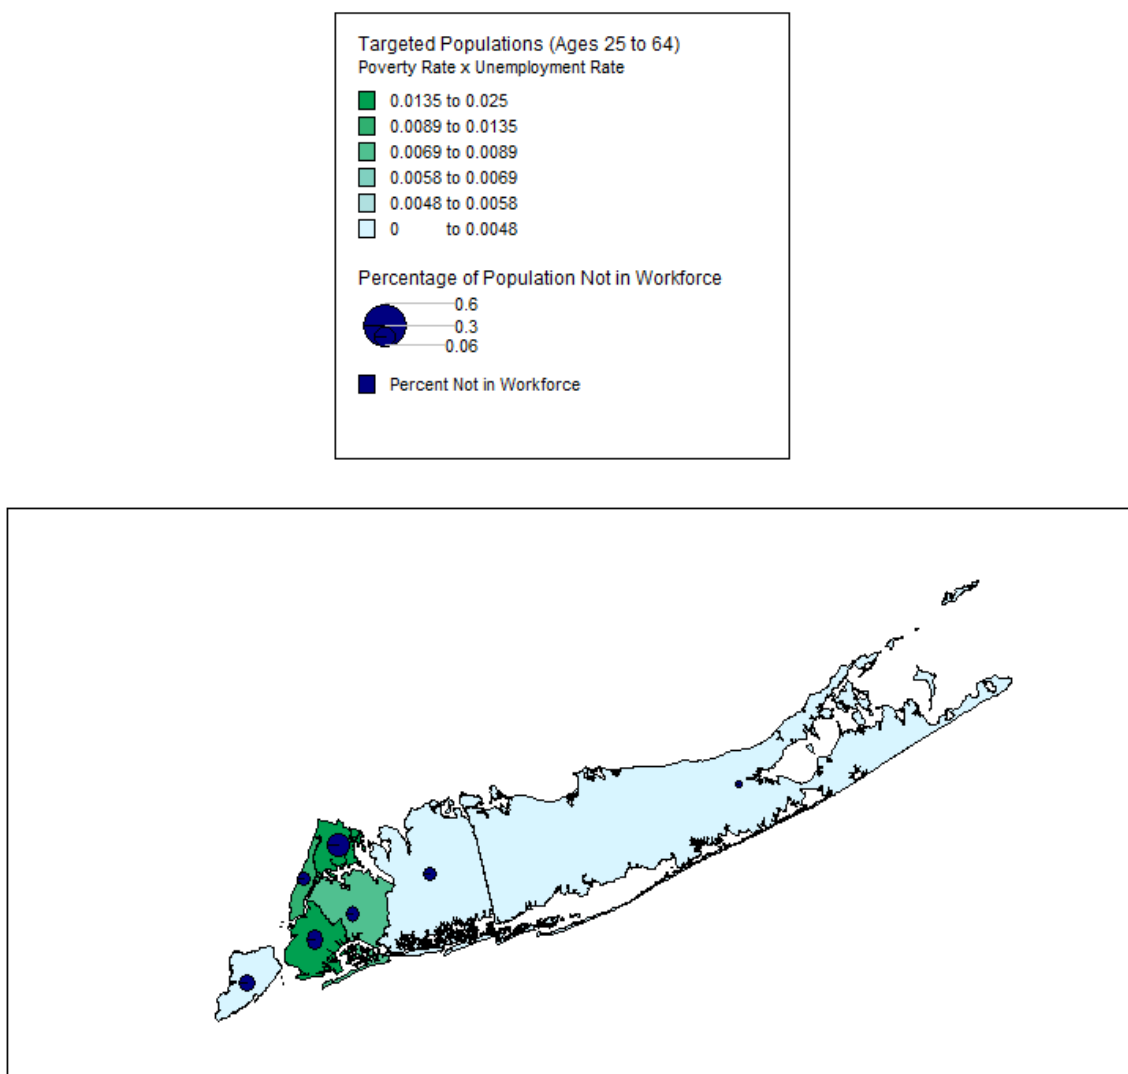 Targeted Populations (Ages 25 to 64)
Poverty Rate x Unemployment Rate
0.0135 to 0.025
0.0089 to 0.0135
0.0069 to 0.0089
0.0058 to 0.0069
0.0048 to 0.0058
0 to 0.0048
Percentage of Population Not in Workforce
0.6
0.3
0.06
Percent Not in Workforce